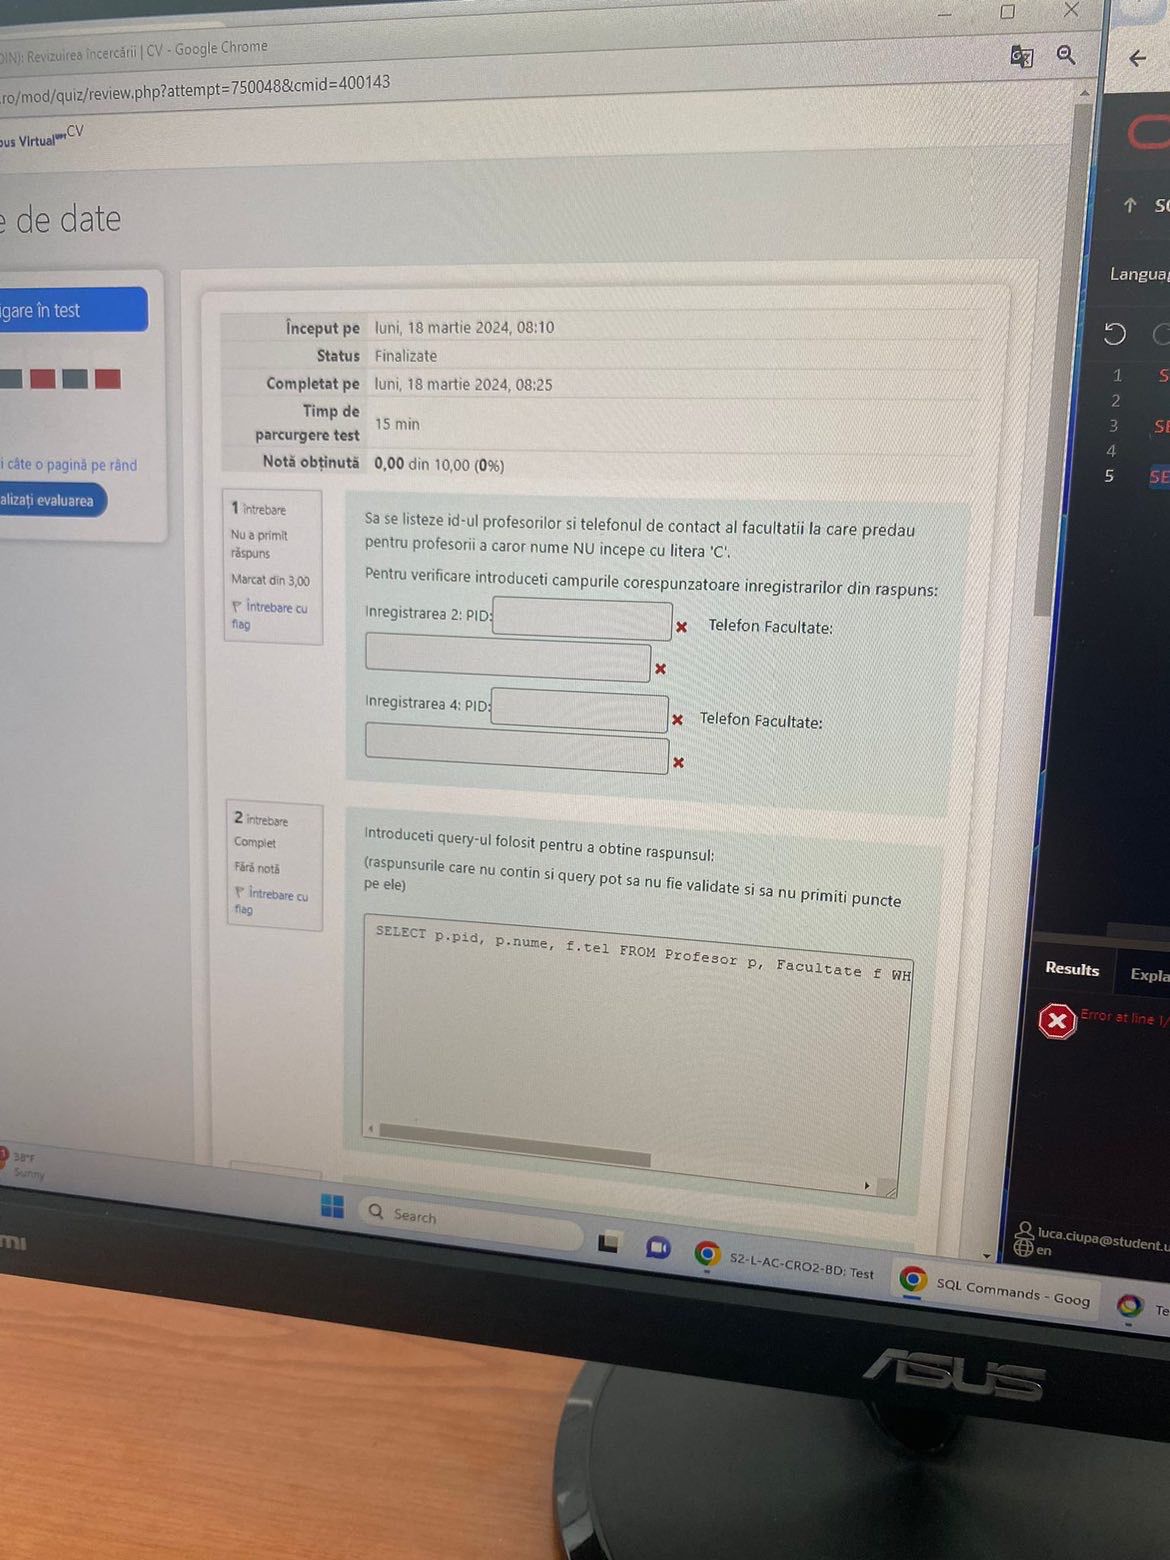 DIN): Revizuirea încercării | CV - Google Chrome
.ro/mod/quiz/review.php?attempt=750048&cmid=400143
pus Virtual CV
e de date
igare în test
i câte o pagină pe rând
alizați evaluarea
Început pe luni, 18 martie 2024, 08:10
Status Finalizate
Completat pe luni, 18 martie 2024, 08:25
Timp de
parcurgere test 15 min
Notă obținută 0,00 din 10,00 (0%)
1 întrebare
Nu a primit
răspuns
Marcat din 3,00
Întrebare cu
flag
Sa se listeze id-ul profesorilor si telefonul de contact al facultatii la care predau
pentru profesorii a caror nume NU incepe cu litera 'C'.
Pentru verificare introduceti campurile corespunzatoare inregistrarilor din raspuns:
Inregistrarea 2: PID: Telefon Facultate:
Inregistrarea 4: PID: Telefon Facultate:
2 întrebare
Complet
Fără notă
Întrebare cu
flag
Introduceti query-ul folosit pentru a obtine raspunsul:
(raspunsurile care nu contin si query pot sa nu fie validate si sa nu primiti puncte
pe ele)
SELECT p.pid, p.nume, f.tel FROM Profesor p, Facultate f WH
Langua
1 S
2
3 SE
4
5 SE
Results Expla
Error at line 1/
luca.ciupa@student.u
en
1 38°F
Sunny
Search
S2-L-AC-CRO2-BD: Test
SQL Commands - Goog
Te
mi
ASUS